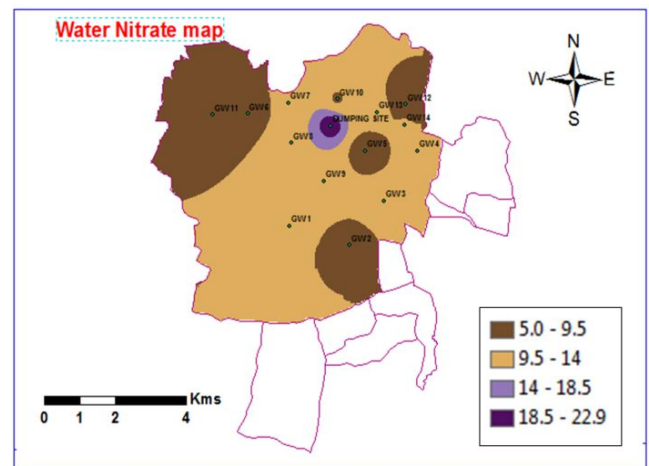 Water Nitrate map
N
W E
S
GW7
GW10
GW12
GW11
GW6
GW13
DUMPING SITE
GW14
GW8
GW5
GW4
GW9
GW3
GW1
GW2
5.0 - 9.5
9.5 - 14
14 - 18.5
18.5 - 22.9
Kms
0 1 2 4